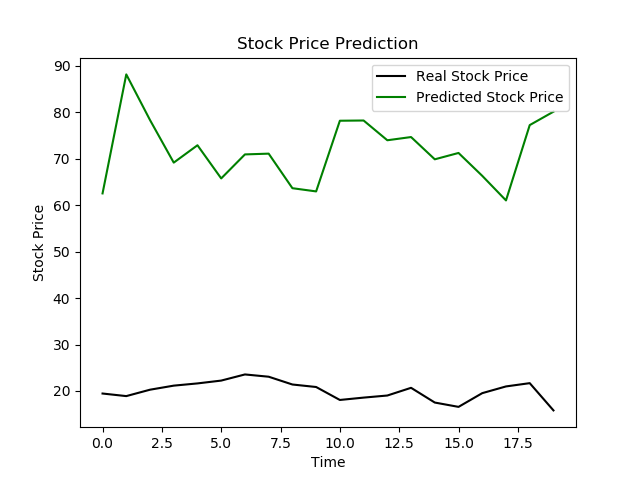 Stock Price Prediction
Real Stock Price
Predicted Stock Price
90
80
70
60
50
40
30
20
Stock Price
0.0 2.5 5.0 7.5 10.0 12.5 15.0 17.5
Time